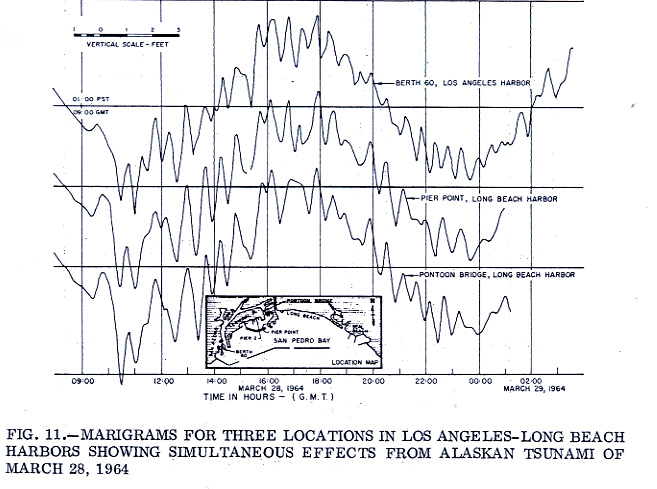 1 0 1 2 3
VERTICAL SCALE - FEET
BERTH 60, LOS ANGELES HARBOR
01:00 PST
09:00 GMT
PIER POINT, LONG BEACH HARBOR
PONTOON BRIDGE, LONG BEACH HARBOR
PONTOON BRIDGE
LONG BEACH
PIER POINT
PIER 2
SAN PEDRO BAY
BERTH
60
LOCATION MAP
09:00 12:00 14:00 16:00 18:00 20:00 22:00 00:00 02:00
MARCH 28, 1964 MARCH 29, 1964
TIME IN HOURS - (G.M.T.)
FIG. 11.—MARIGRAMS FOR THREE LOCATIONS IN LOS ANGELES-LONG BEACH
HARBORS SHOWING SIMULTANEOUS EFFECTS FROM ALASKAN TSUNAMI OF
MARCH 28, 1964